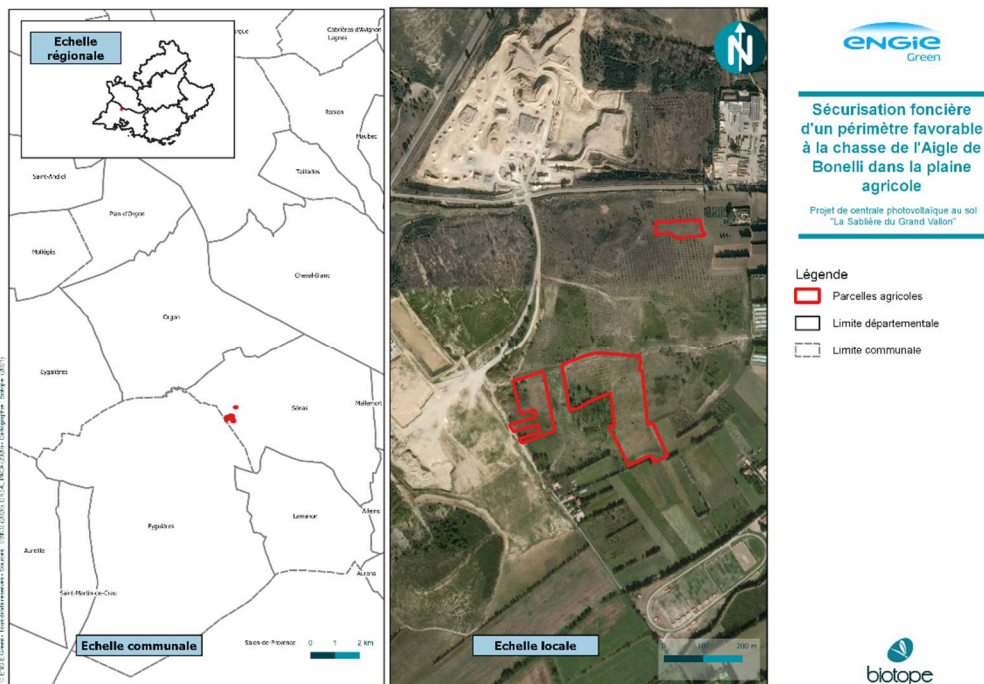 Echelle
régionale
Cabrières d'Avignon
Lagnes
Robion
Maubec
Taillades
Saint-Andiol
Plan d'Orgon
Mollégès
Cheval-Blanc
Orgon
Eygalières
Sénas
Mallemort
Eyguières
Lamanon
Alleins
Aureille
Aurons
Saint-Martin-de-Crau
Salon-de-Provence
0 1 2 km
Echelle communale
N
Echelle locale
0 100 200 m
ENGIE
Green
Sécurisation foncière
d'un périmètre favorable
à la chasse de l'Aigle de
Bonelli dans la plaine
agricole
Projet de centrale photovoltaïque au sol
"La Sablière du Grand Vallon"
Légende
Parcelles agricoles
Limite départementale
Limite communale
biotope